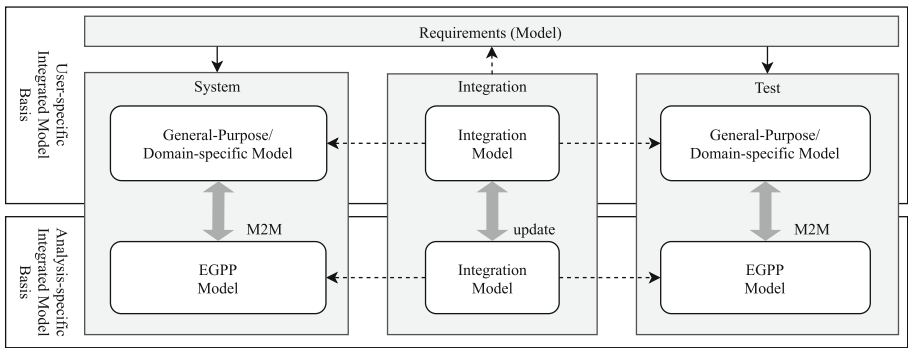 Requirements (Model)
User-specific
Integrated Model
Basis
System
Integration
Test
General-Purpose/
Domain-specific Model
Integration
Model
General-Purpose/
Domain-specific Model
M2M
update
M2M
Analysis-specific
Integrated Model
Basis
EGPP
Model
Integration
Model
EGPP
Model